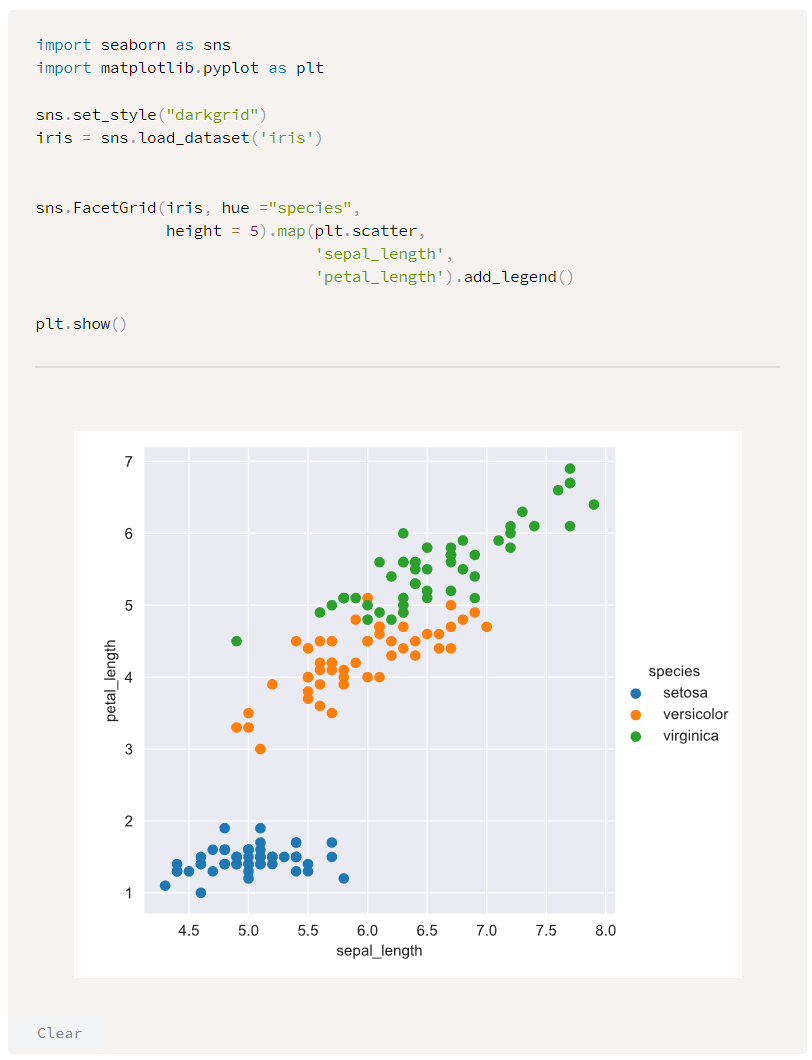 import seaborn as sns
import matplotlib.pyplot as plt
sns.set_style("darkgrid")
iris = sns.load_dataset('iris')
sns.FacetGrid(iris, hue ="species",
height = 5).map(plt.scatter,
'sepal_length',
'petal_length').add_legend()
plt.show()
7
6
5
4
3
2
1
petal_length
4.5 5.0 5.5 6.0 6.5 7.0 7.5 8.0
sepal_length
species
setosa
versicolor
virginica
Clear